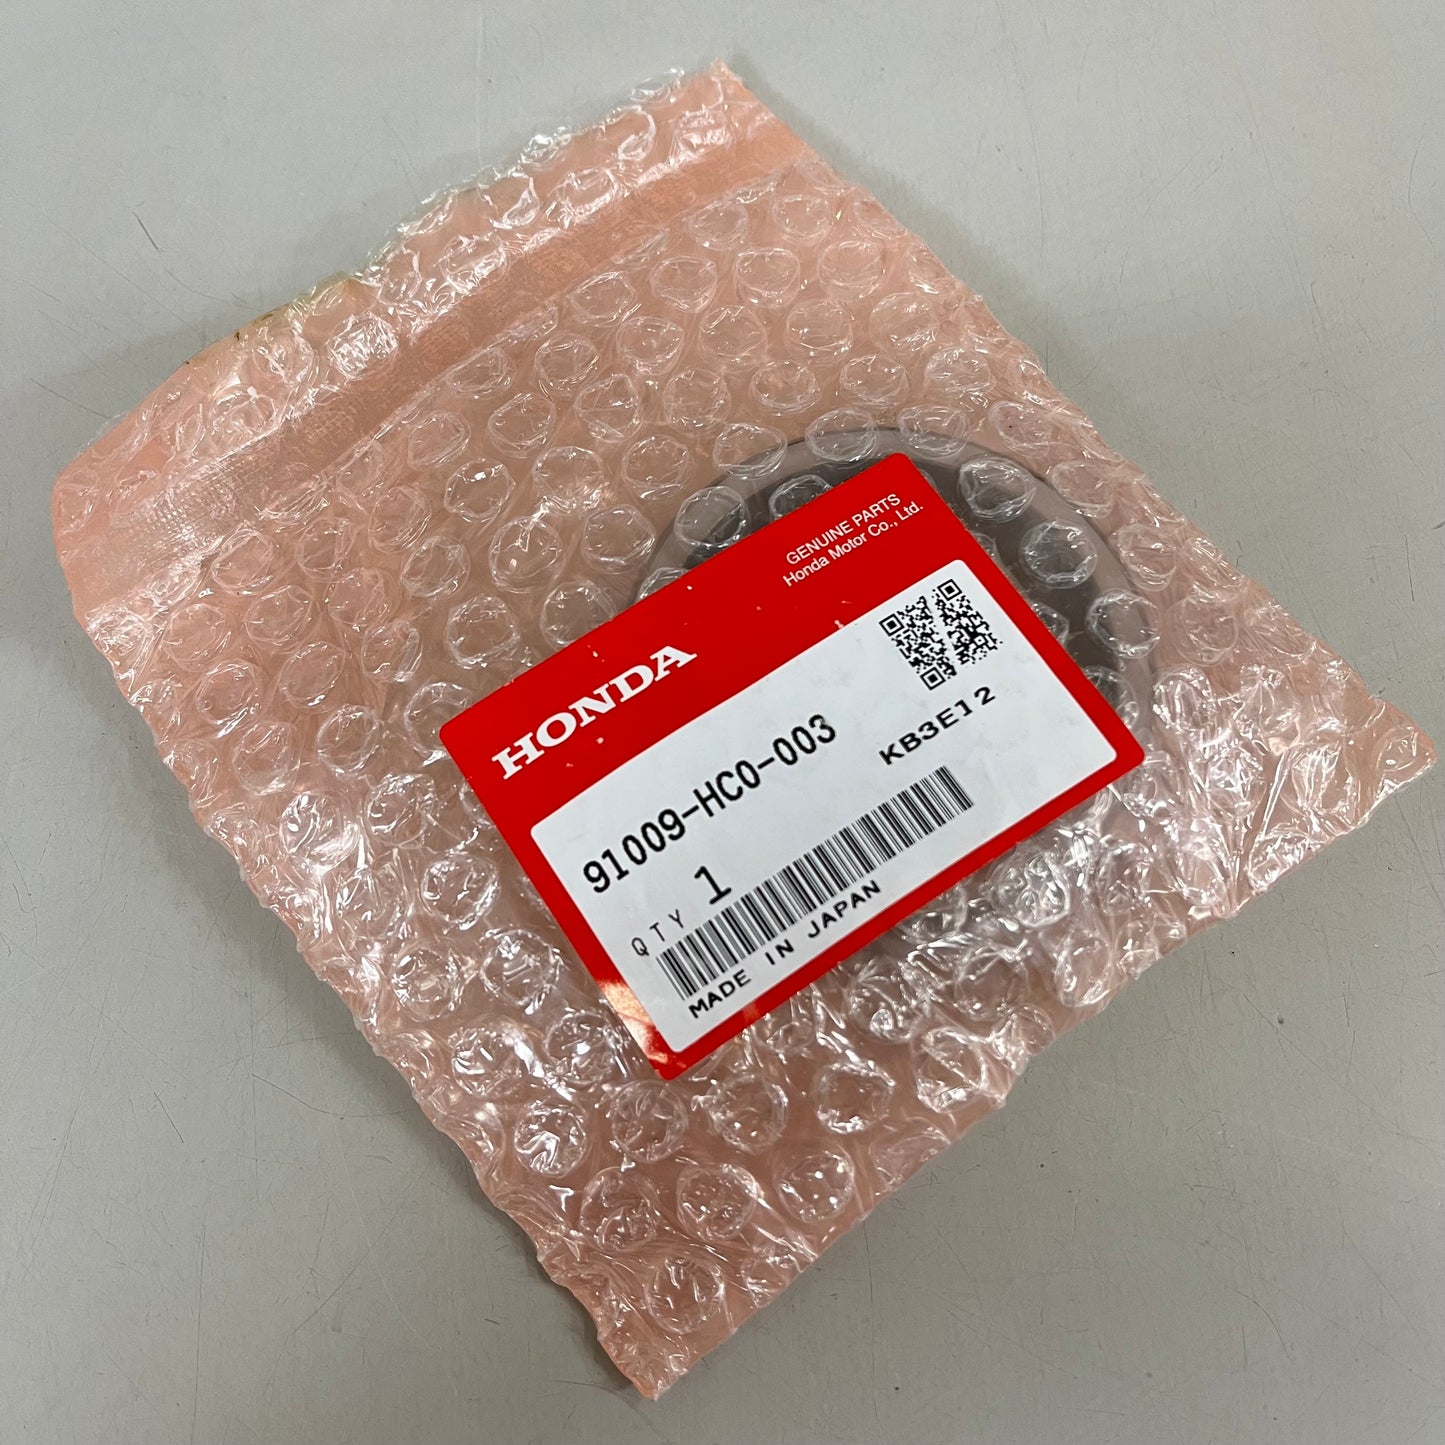 GENUINE PARTS
Honda Motor Co., Ltd.
HONDA
91009-HC0-003
KB3E12
QTY 1
MADE IN JAPAN